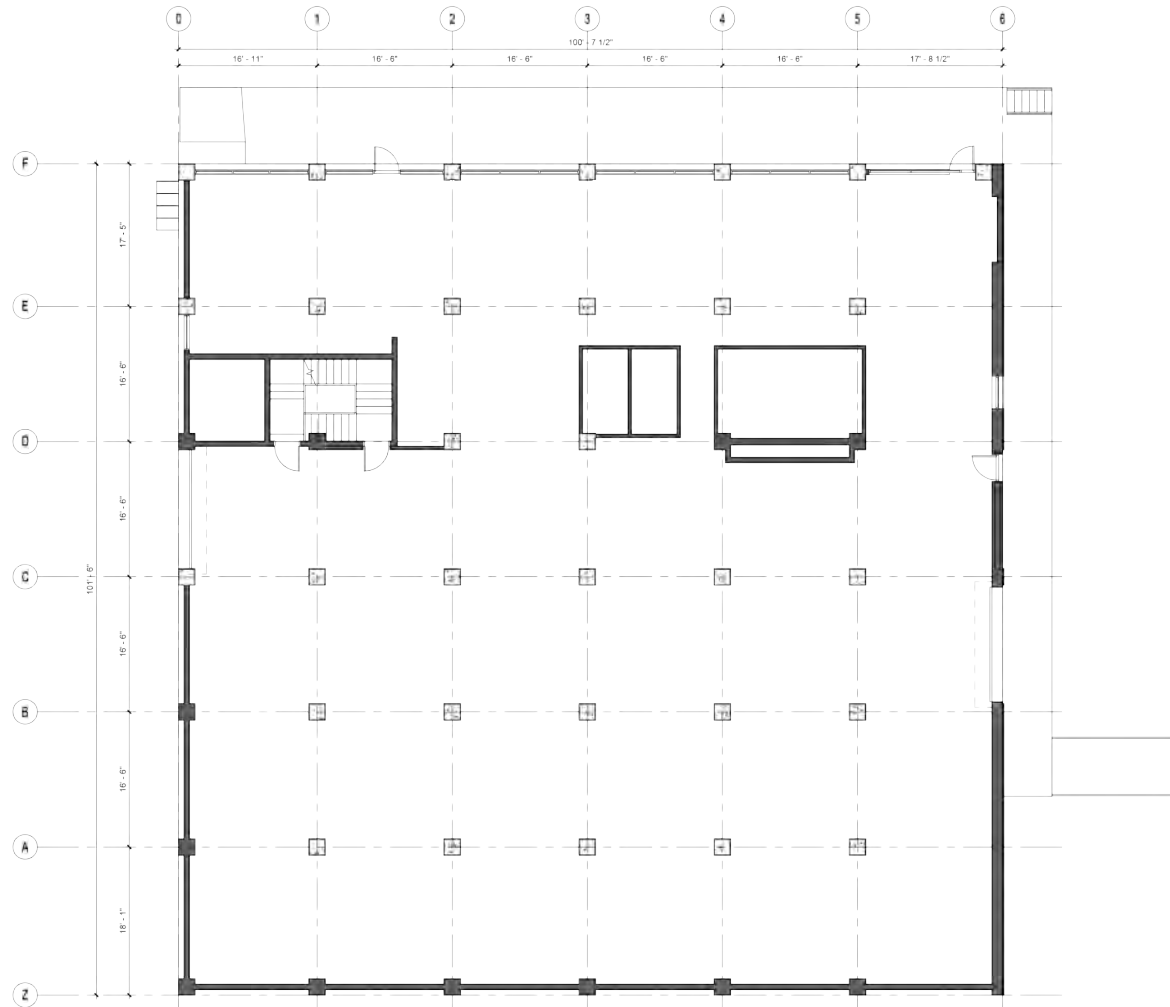 0 1 2 3 4 5 6
100' - 7 1/2"
16' - 11" 16' - 6" 16' - 6" 16' - 6" 16' - 6" 17' - 8 1/2"
F
17' - 5"
E
16' - 6"
D
16' - 6"
101' - 6"
C
16' - 6"
B
16' - 6"
A
18' - 1"
Z